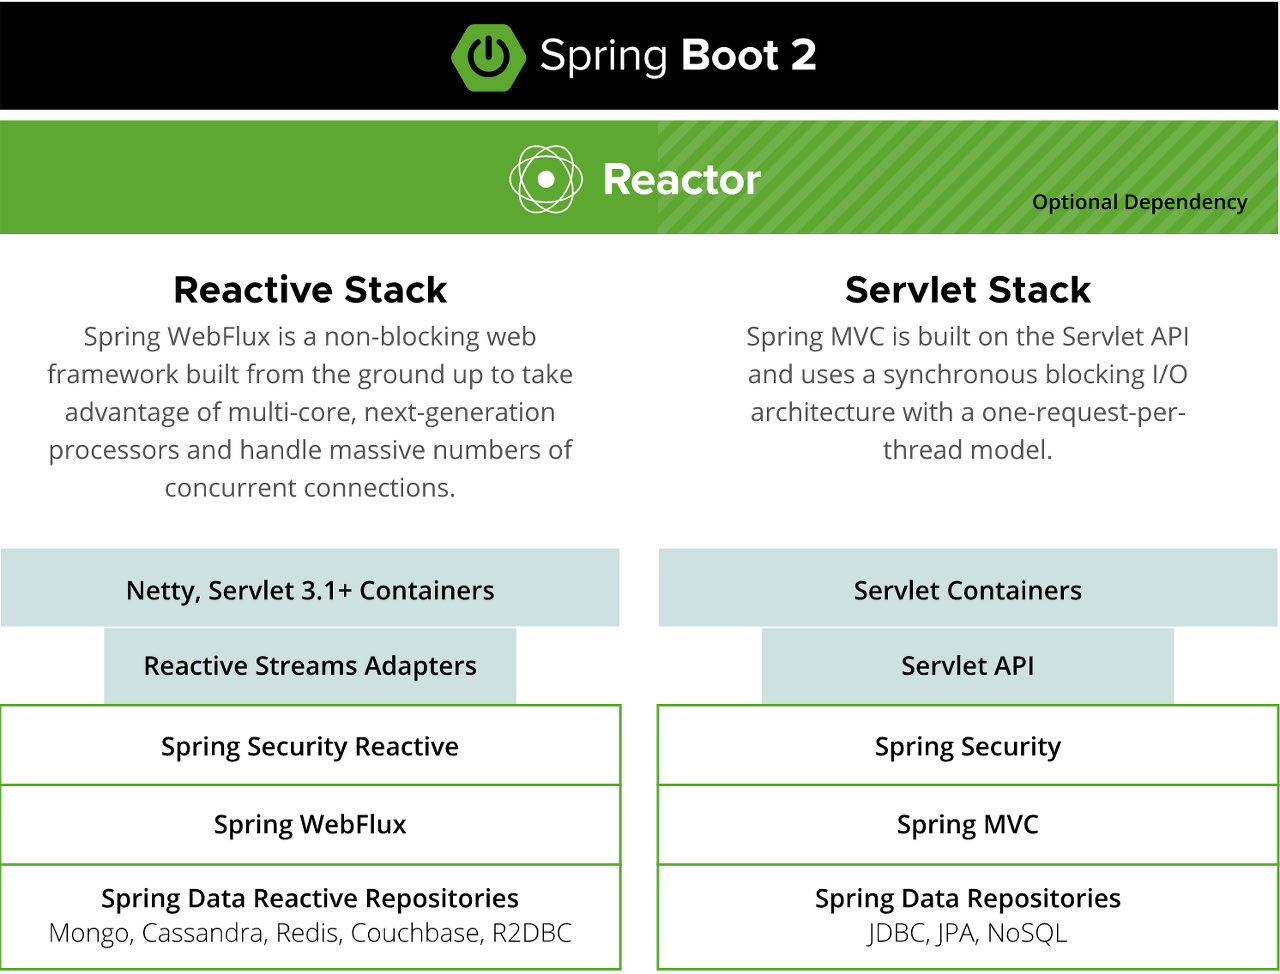 Spring Boot 2
Reactor
Optional Dependency
Reactive Stack
Spring WebFlux is a non-blocking web
framework built from the ground up to take
advantage of multi-core, next-generation
processors and handle massive numbers of
concurrent connections.
Netty, Servlet 3.1+ Containers
Reactive Streams Adapters
Spring Security Reactive
Spring WebFlux
Spring Data Reactive Repositories
Mongo, Cassandra, Redis, Couchbase, R2DBC
Servlet Stack
Spring MVC is built on the Servlet API
and uses a synchronous blocking I/O
architecture with a one-request-per-
thread model.
Servlet Containers
Servlet API
Spring Security
Spring MVC
Spring Data Repositories
JDBC, JPA, NoSQL